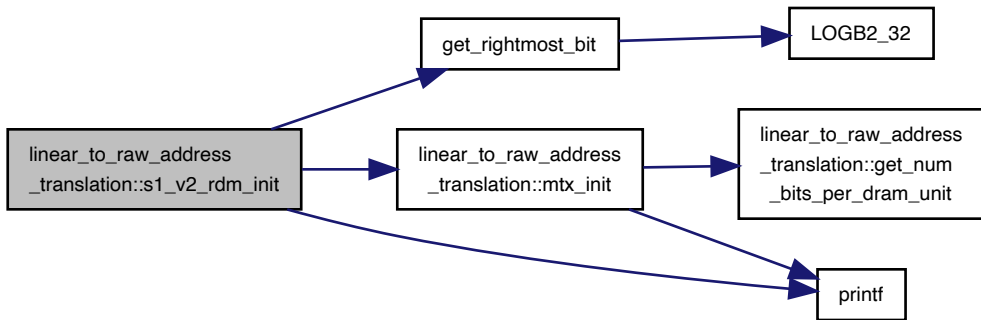 linear_to_raw_address
_translation::s1_v2_rdm_init
get_rightmost_bit
LOGB2_32
linear_to_raw_address
_translation::mtx_init
linear_to_raw_address
_translation::get_num
_bits_per_dram_unit
printf